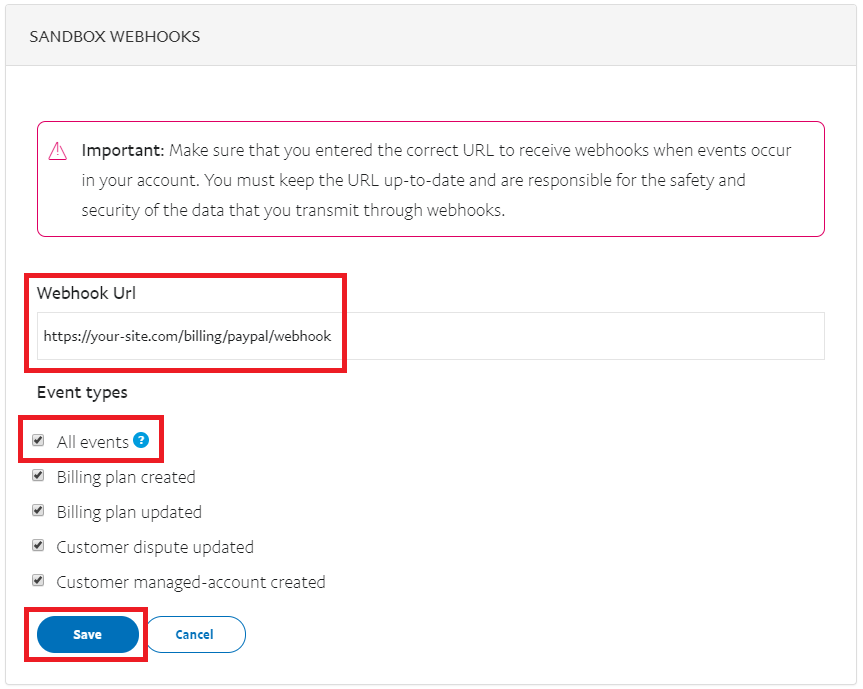 SANDBOX WEBHOOKS
Important: Make sure that you entered the correct URL to receive webhooks when events occur
in your account. You must keep the URL up-to-date and are responsible for the safety and
security of the data that you transmit through webhooks.
Webhook Url
https://your-site.com/billing/paypal/webhook
Event types
All events ?
Billing plan created
Billing plan updated
Customer dispute updated
Customer managed-account created
Save Cancel